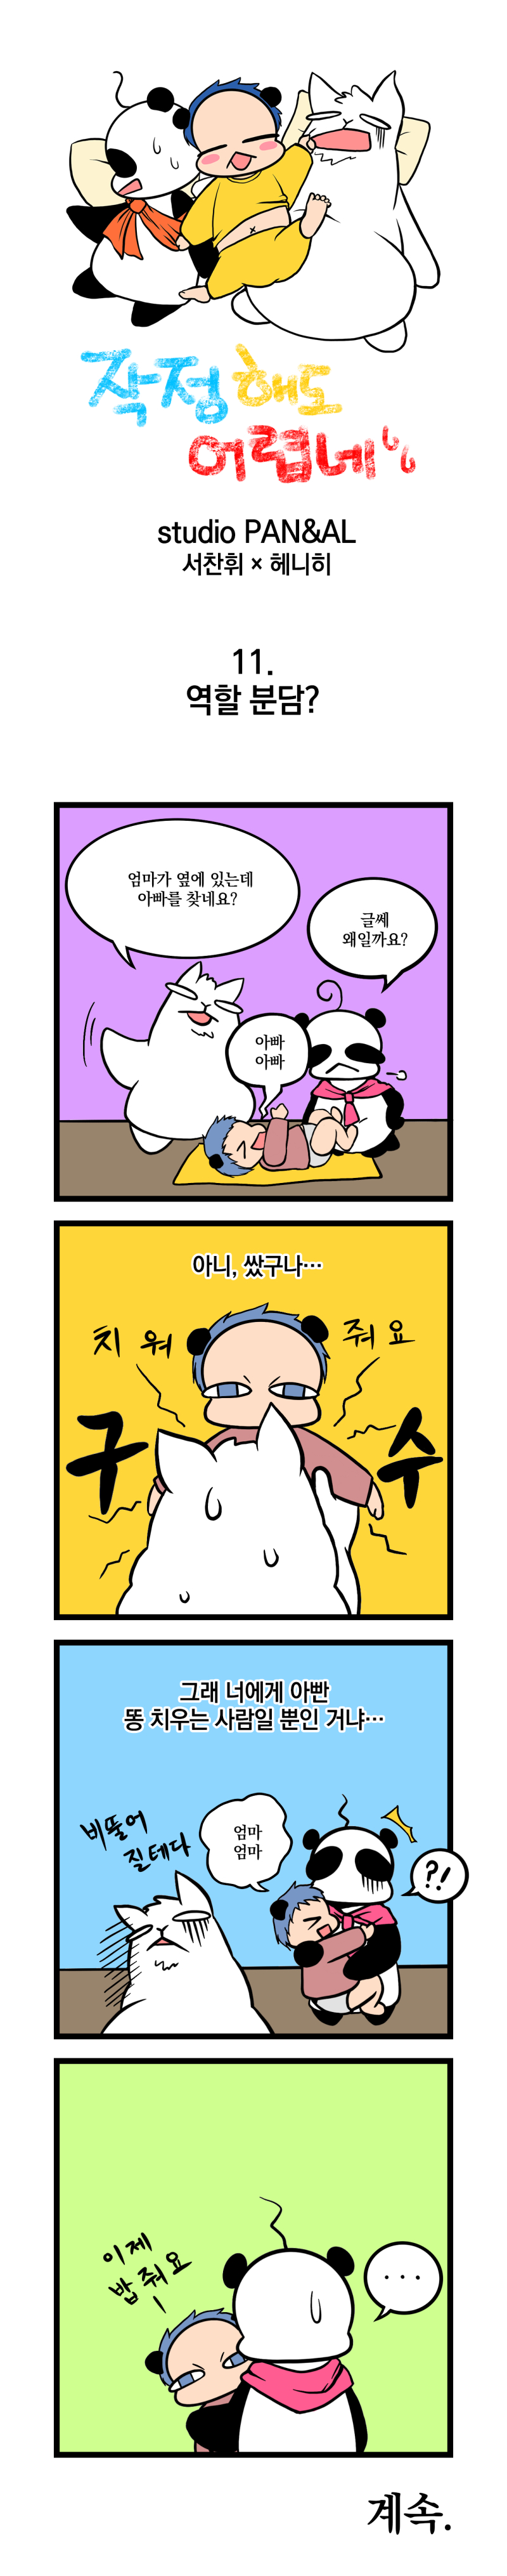 작정해도
어렵네
studio PAN&AL
서찬휘 × 헤니히
11.
역할 분담?
엄마가 옆에 있는데
아빠를 찾네요?
글쎄
왜일까요?
아빠
아빠
아니, 쌌구나…
치워 줘요
구수
그래 너에게 아빤
똥 치우는 사람일 뿐인 거냐…
비뚤어
질테다
엄마
엄마
?!
이제
밥줘요
...
계속.